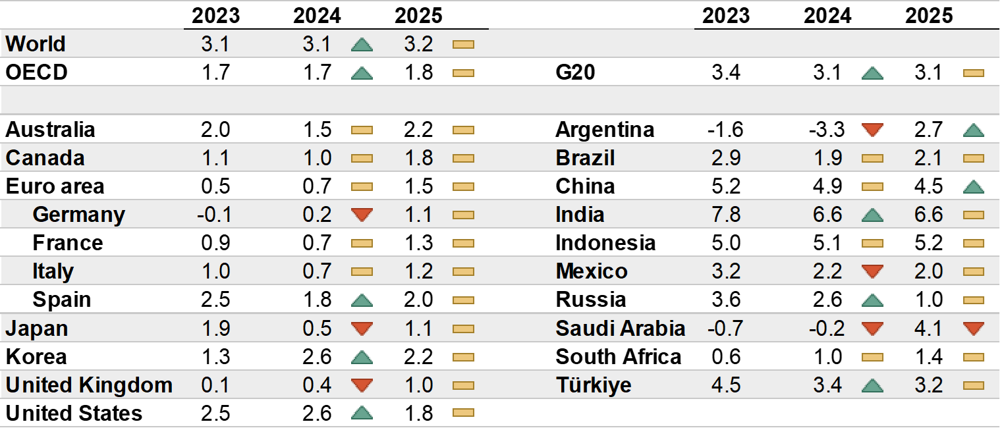 2023 2024 2025 2023 2024 2025
World 3.1 3.1 3.2
OECD 1.7 1.7 1.8 G20 3.4 3.1 3.1
Australia 2.0 1.5 2.2 Argentina -1.6 -3.3 2.7
Canada 1.1 1.0 1.8 Brazil 2.9 1.9 2.1
Euro area 0.5 0.7 1.5 China 5.2 4.9 4.5
Germany -0.1 0.2 1.1 India 7.8 6.6 6.6
France 0.9 0.7 1.3 Indonesia 5.0 5.1 5.2
Italy 1.0 0.7 1.2 Mexico 3.2 2.2 2.0
Spain 2.5 1.8 2.0 Russia 3.6 2.6 1.0
Japan 1.9 0.5 1.1 Saudi Arabia -0.7 -0.2 4.1
Korea 1.3 2.6 2.2 South Africa 0.6 1.0 1.4
United Kingdom 0.1 0.4 1.0 Türkiye 4.5 3.4 3.2
United States 2.5 2.6 1.8